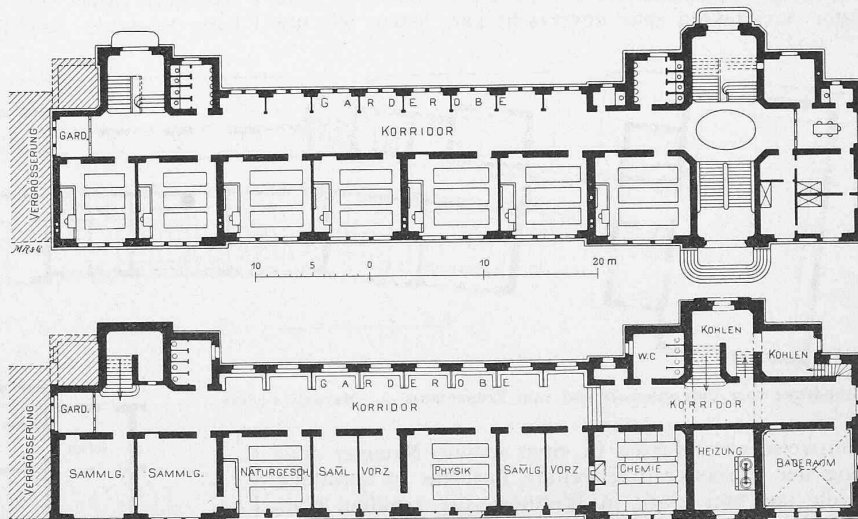 GARDEROBE
KORRIDOR
GARD.
VERGRÖSSERUNG
10 5 0 10 20 m
KOHLEN
W.C
KOHLEN
GARDEROBE
GARD.
KORRIDOR
KORRIDOR
VERGRÖSSERUNG
SAMMLG.
SAMMLG.
NATURGESCH.
SAML.
VORZ.
PHYSIK
SAMLG.
VORZ.
CHEMIE
HEIZUNG
BADERAUM